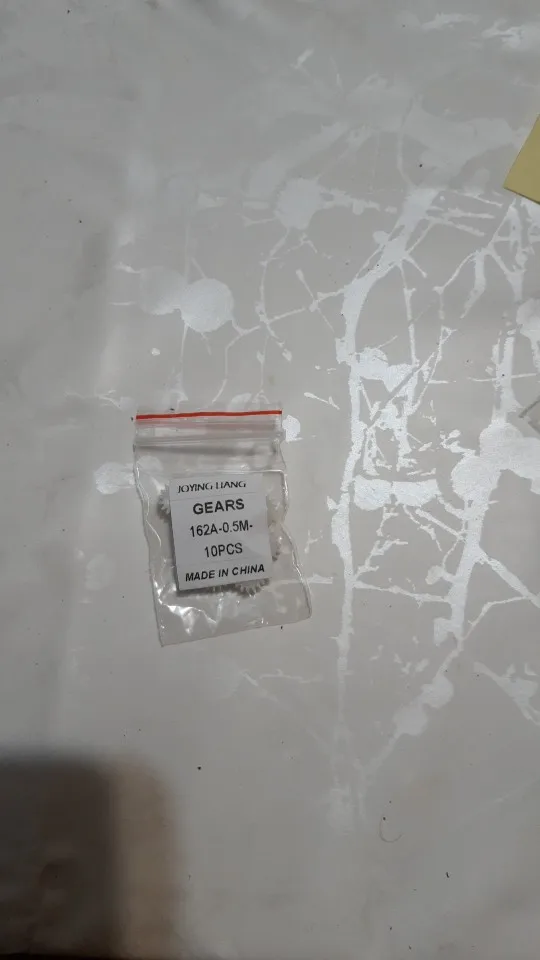 JOYING LIANG
GEARS
162A-0.5M-
10PCS
MADE IN CHINA